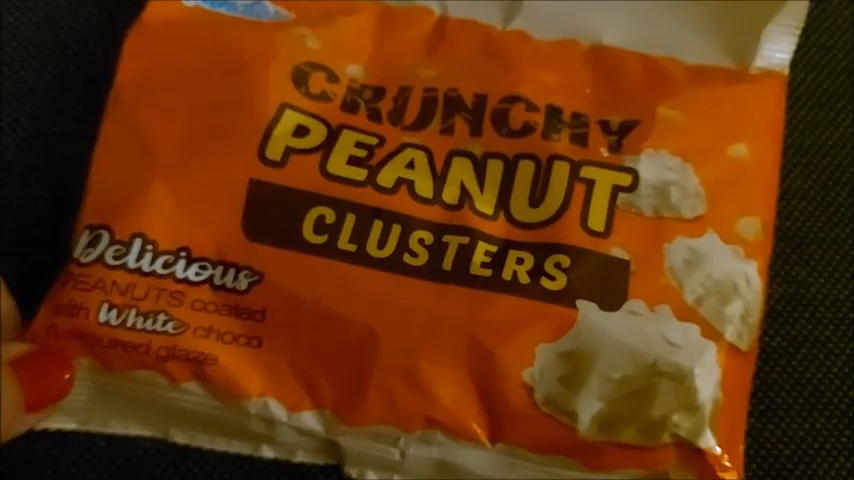 CRUNCHY
PEANUT
CLUSTERS
Delicious
PEANUTS coated
with White choco
flavoured glaze